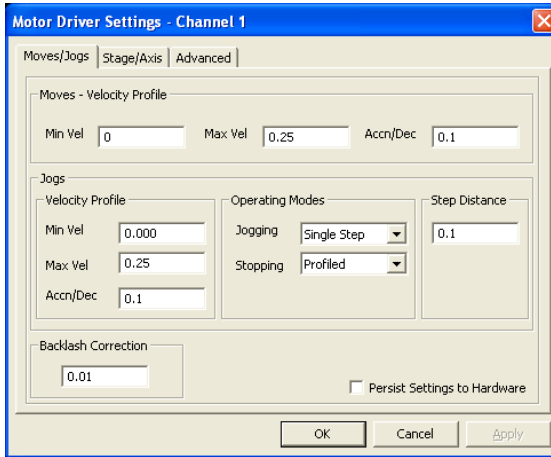 Motor Driver Settings - Channel 1
Moves/Jogs Stage/Axis Advanced
Moves - Velocity Profile
Min Vel 0 Max Vel 0.25 Accn/Dec 0.1
Jogs
Velocity Profile Operating Modes Step Distance
Min Vel 0.000 Jogging Single Step 0.1
Max Vel 0.25 Stopping Profiled
Accn/Dec 0.1
Backlash Correction
0.01
Persist Settings to Hardware
OK Cancel Apply